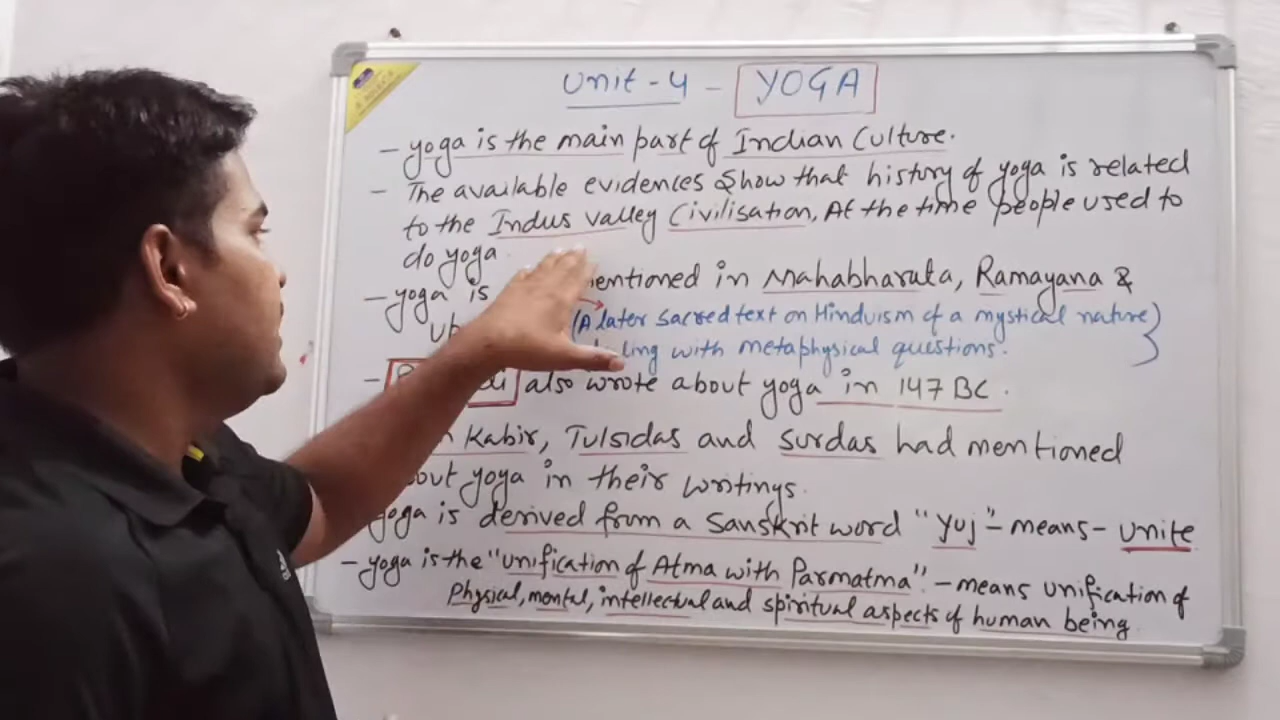 Unit-4 - YOGA
- yoga is the main part of Indian Culture.
- The available evidences show that history of yoga is related
to the Indus Valley Civilisation, At the time people used to
do yoga.
- yoga is mentioned in Mahabharata, Ramayana &
(A later sacred text on Hinduism of a mystical nature)
with metaphysical questions.
- also wrote about yoga in 147 BC.
Kabir, Tulsidas and Surdas had mentioned
yoga in their writings.
yoga is derived from a Sanskrit word "Yuj" - means - unite
- yoga is the "unification of Atma with Parmatma" - means unification of
Physical, mental, intellectual and spiritual aspects of human being